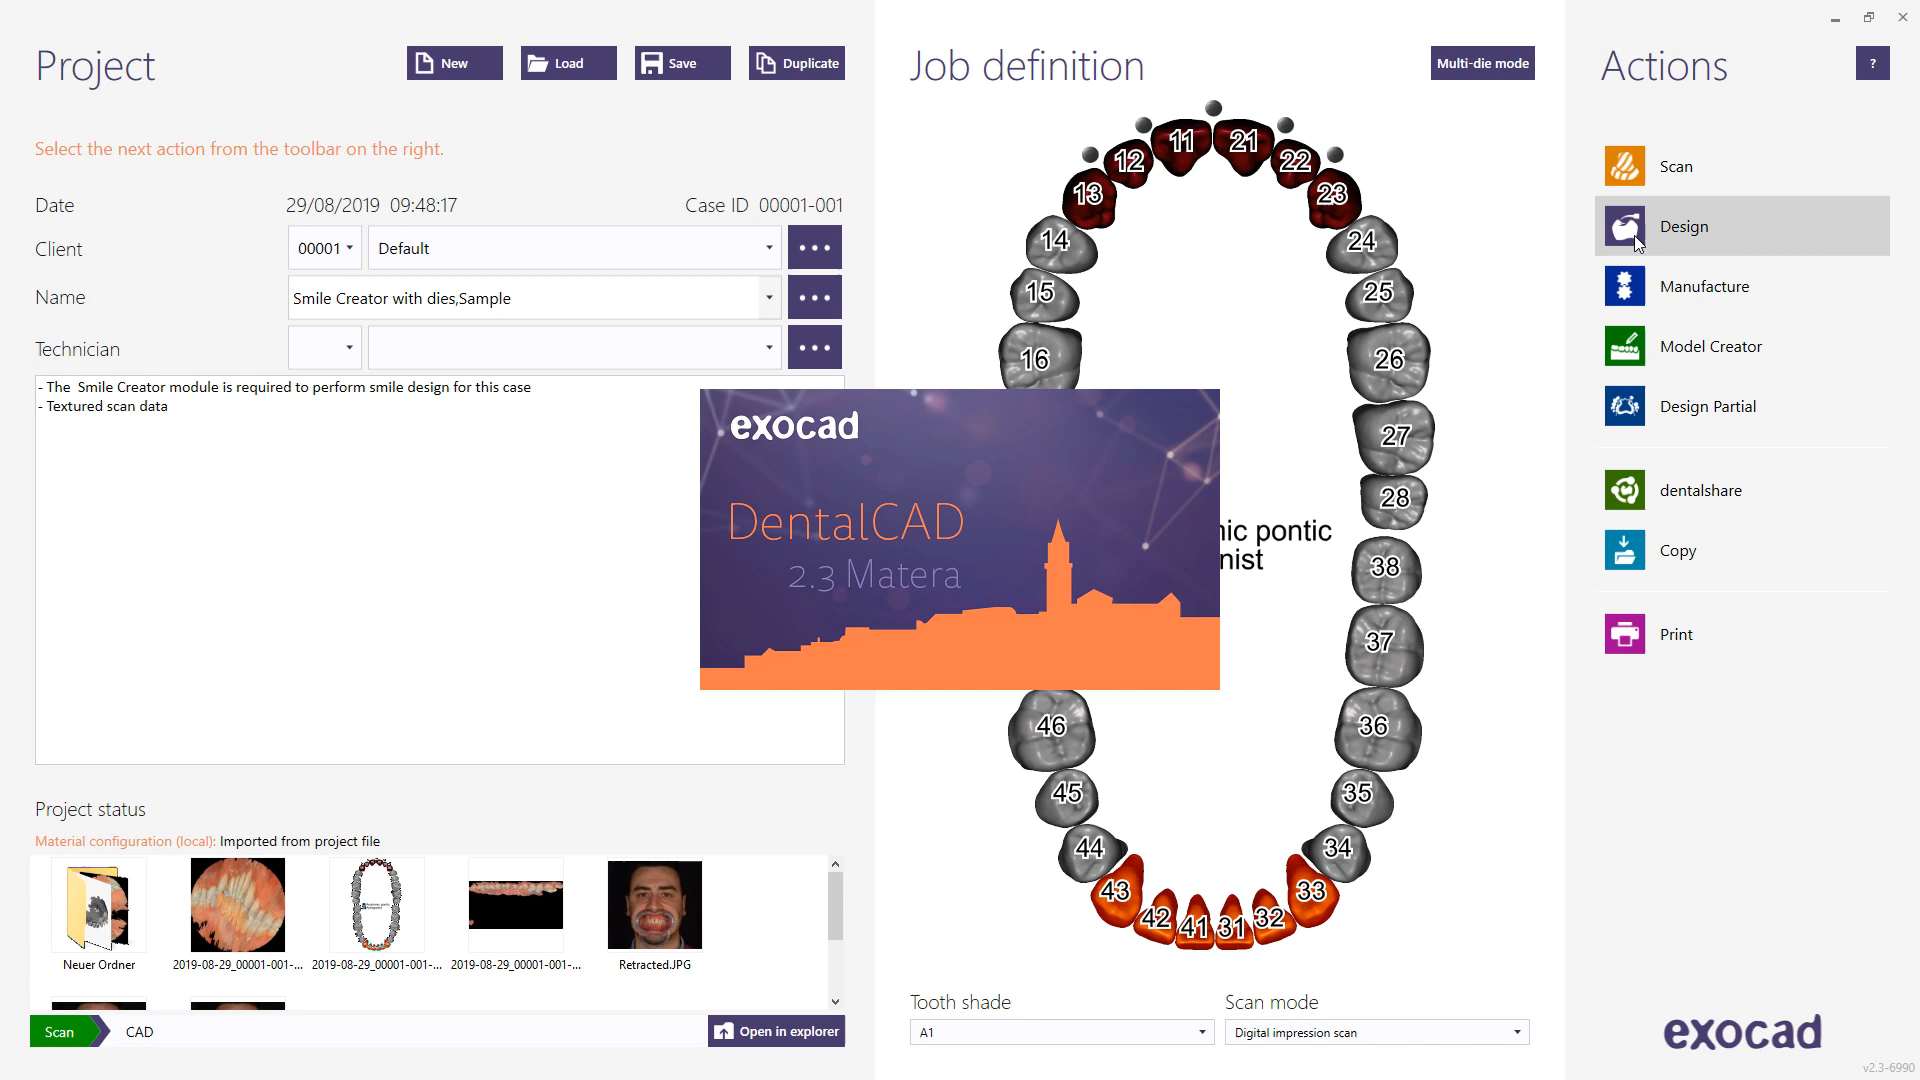 Project
New
Load
Save
Duplicate
Select the next action from the toolbar on the right.
Date
29/08/2019 09:48:17
Case ID 00001-001
Client
00001
Default
Name
Smile Creator with dies,Sample
Technician
- The Smile Creator module is required to perform smile design for this case
- Textured scan data
Project status
Material configuration (local): Imported from project file
Neuer Ordner
2019-08-29_00001-001-...
2019-08-29_00001-001-...
2019-08-29_00001-001-...
Retracted.JPG
Scan
CAD
Open in explorer
exocad
DentalCAD
2.3 Matera
Job definition
Multi-die mode
11
21
12
22
13
23
14
24
15
25
16
26
27
28
nic pontic
nist
38
37
46
36
45
35
44
34
43
33
42
41
31
32
Tooth shade
A1
Scan mode
Digital impression scan
Actions
?
Scan
Design
Manufacture
Model Creator
Design Partial
dentalshare
Copy
Print
exocad
v2.3-6990